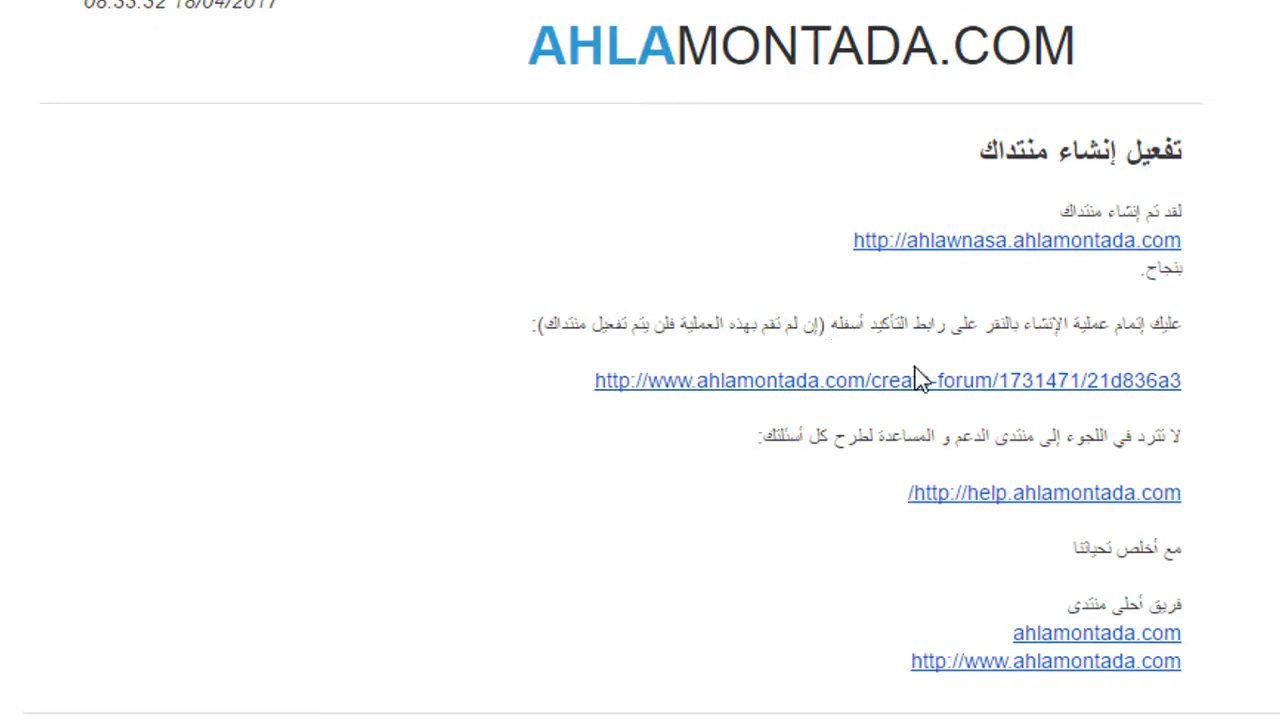 08:33:32 18/04/2017
AHLAMONTADA.COM
تفعيل إنشاء منتداك
لقد تم إنشاء منتداك
http://ahlawnasa.ahlamontada.com
بنجاح.
عليك إتمام عملية الإنشاء بالنقر على رابط التأكيد أسفله (إن لم تقم بهذه العملية فلن يتم تفعيل منتداك):
http://www.ahlamontada.com/create-forum/1731471/21d836a3
لا تترد في اللجوء إلى منتدى الدعم و المساعدة لطرح كل أسئلتك:
http://help.ahlamontada.com/
مع أخلص تحياتنا
فريق أحلى منتدى
ahlamontada.com
http://www.ahlamontada.com